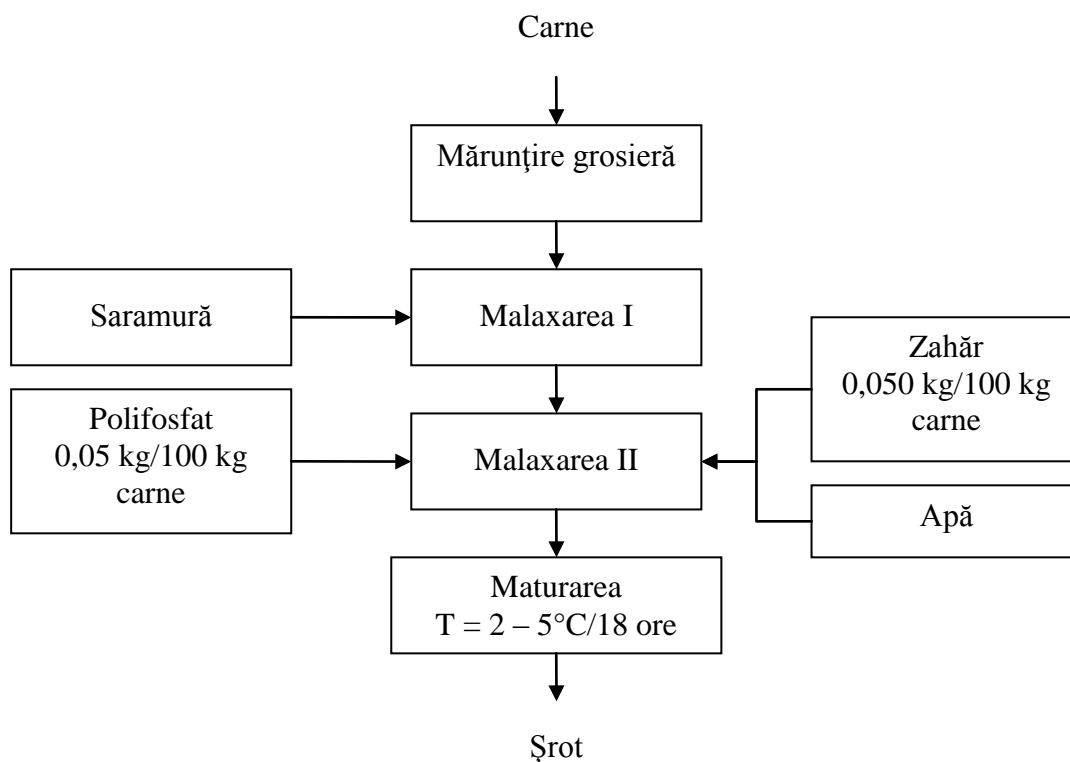 Carne
Mărunţire grosieră
Saramură
Malaxarea I
Zahăr
0,050 kg/100 kg
carne
Polifosfat
0,05 kg/100 kg
carne
Malaxarea II
Apă
Maturarea
T = 2 – 5°C/18 ore
Şrot